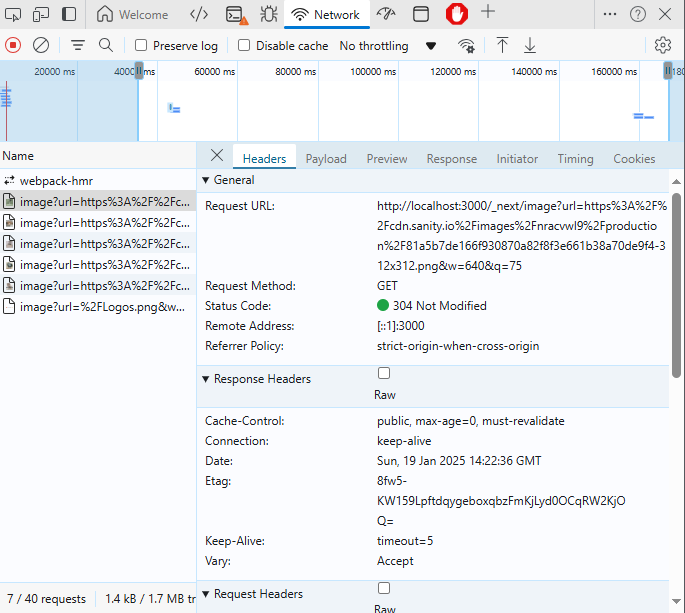 Welcome Network
Preserve log Disable cache No throttling
20000 ms 40000 ms 60000 ms 80000 ms 100000 ms 120000 ms 140000 ms 160000 ms 180
Name Headers Payload Preview Response Initiator Timing Cookies
webpack-hmr
image?url=https%3A%2F%2Fc...
image?url=https%3A%2F%2Fc...
image?url=https%3A%2F%2Fc...
image?url=https%3A%2F%2Fc...
image?url=https%3A%2F%2Fc...
image?url=%2FLogos.png&w...
General
Request URL: http://localhost:3000/_next/image?url=https%3A%2F%
2Fcdn.sanity.io%2Fimages%2Fnracvwl9%2Fproductio
n%2F81a5b7de166f930870a82f8f3e661b38a70de9f4-3
12x312.png&w=640&q=75
Request Method: GET
Status Code: 304 Not Modified
Remote Address: [::1]:3000
Referrer Policy: strict-origin-when-cross-origin
Response Headers
Raw
Cache-Control: public, max-age=0, must-revalidate
Connection: keep-alive
Date: Sun, 19 Jan 2025 14:22:36 GMT
Etag: 8fw5-
KW159LpftdqygeboxqbzFmKjLyd0OCqRW2KjO
Q=
Keep-Alive: timeout=5
Vary: Accept
Request Headers
Raw
7 / 40 requests 1.4 kB / 1.7 MB tr